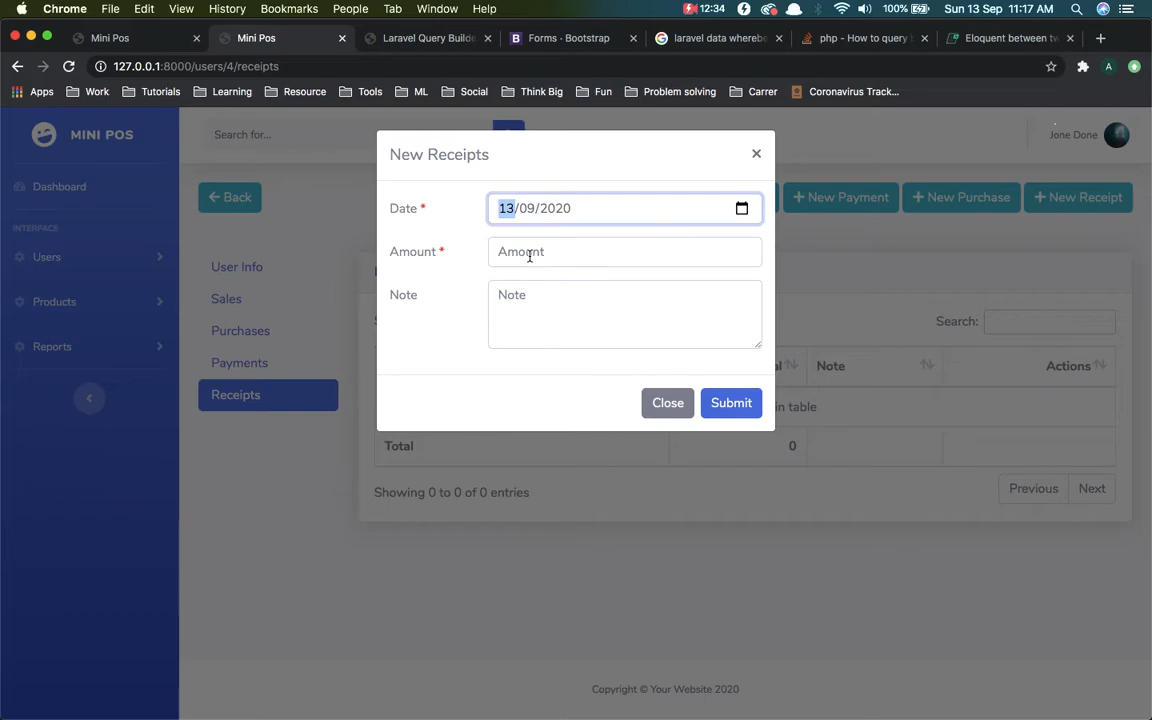 Chrome File Edit View History Bookmarks People Tab Window Help 12:34 100% Sun 13 Sep 11:17 AM
Mini Pos Mini Pos Laravel Query Builde Forms · Bootstrap laravel data whereb php - How to query Eloquent between tw
127.0.0.1:8000/users/4/receipts A
Apps Work Tutorials Learning Resource Tools ML Social Think Big Fun Problem solving Carrer Coronavirus Track...
MINI POS
Search for...
Jone Done
New Receipts ×
Dashboard
Back
New Payment New Purchase New Receipt
Date * 13/09/2020
INTERFACE
Users
Products
Reports
User Info
Sales
Purchases
Payments
Receipts
Amount * Amount
Note Note
Close Submit
Search:
Note Actions
in table
Total 0
Showing 0 to 0 of 0 entries
Previous Next
Copyright © Your Website 2020